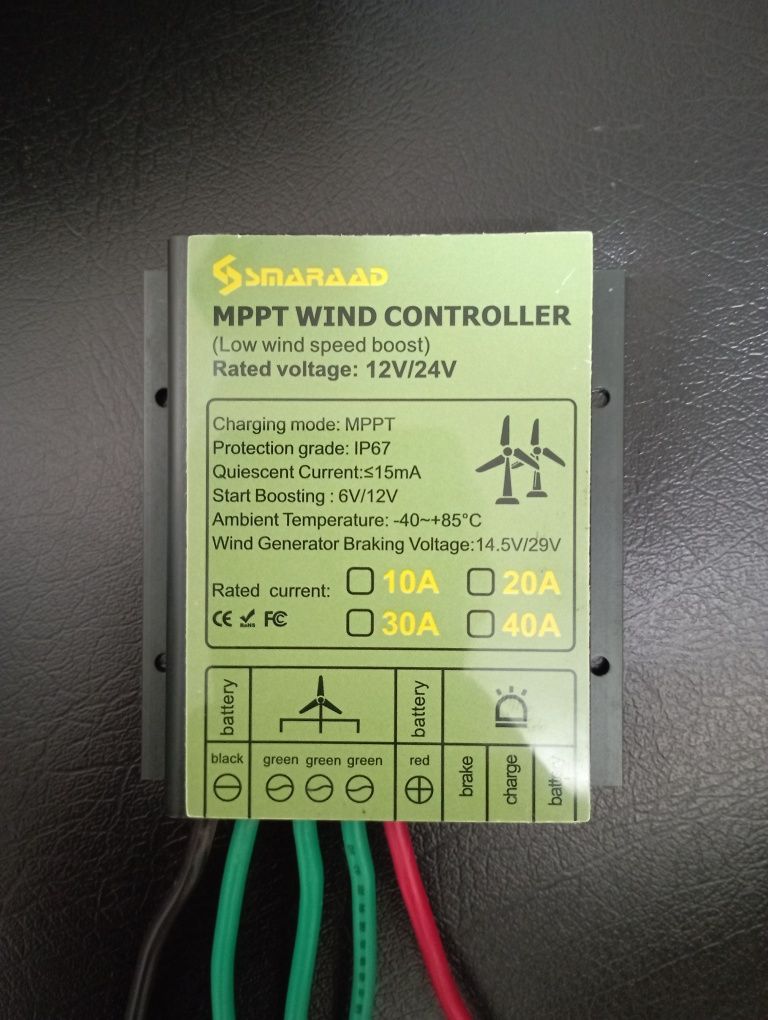 SMARAAD
MPPT WIND CONTROLLER
(Low wind speed boost)
Rated voltage: 12V/24V
Charging mode: MPPT
Protection grade: IP67
Quiescent Current:≤15mA
Start Boosting : 6V/12V
Ambient Temperature: -40~+85°C
Wind Generator Braking Voltage:14.5V/29V
Rated current: 10A 20A
CE RoHS FC 30A 40A
battery battery
black green green green red brake charge battery